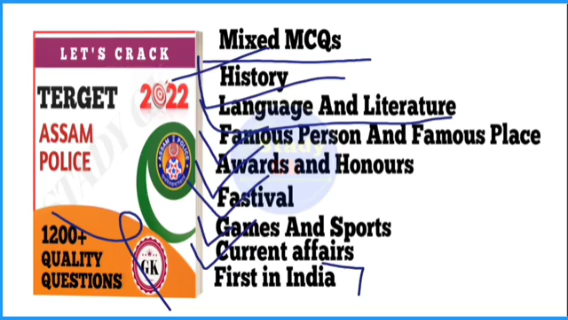 LET'S CRACK
TERGET 2022
ASSAM
POLICE
1200+
QUALITY
QUESTIONS
GK
Mixed MCQs
History
Language And Literature
Famous Person And Famous Place
Awards and Honours
Fastival
Games And Sports
Current affairs
First in India